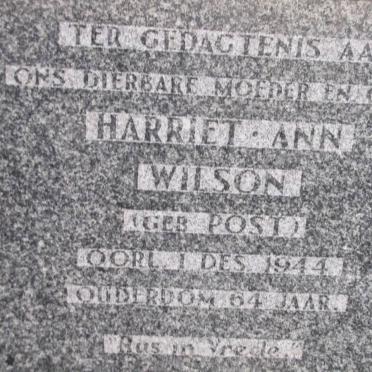 TER GEDAGTENIS AA
ONS DIERBARE MOEDER EN
HARRIET · ANN
WILSON
(GEB POST)
OORL. 1 DES. 1944
OUDERDOM 64 JAAR.
"Rus in Vrede."